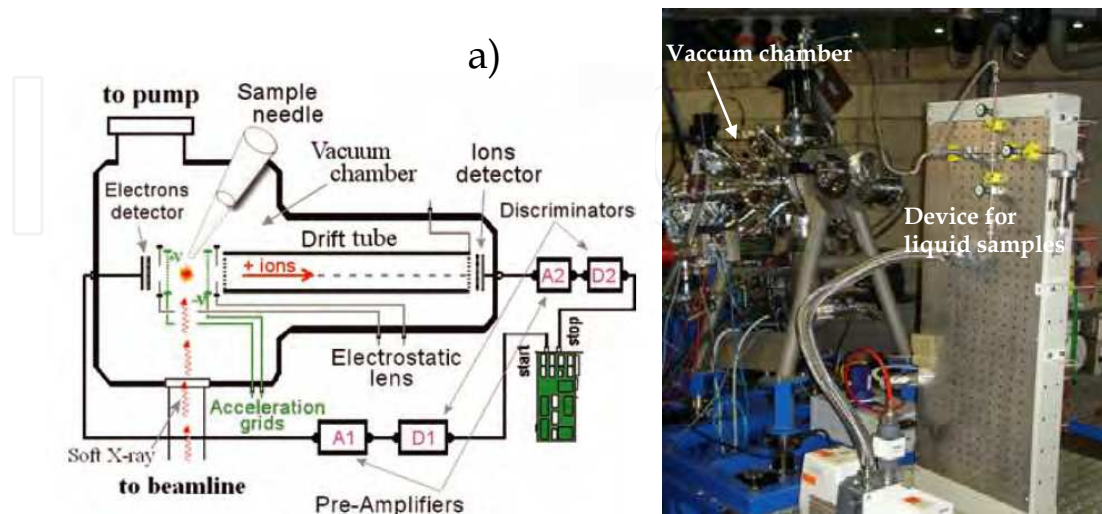 a)
to pump
Sample
needle
Vacuum
chamber
Ions
detector
Electrons
detector
Discriminators
Drift tube
+ ions
-V
A2
D2
start
stop
Electrostatic
lens
Acceleration
grids
Soft X-ray
A1
D1
to beamline
Pre-Amplifiers
Vaccum chamber
Device for
liquid samples